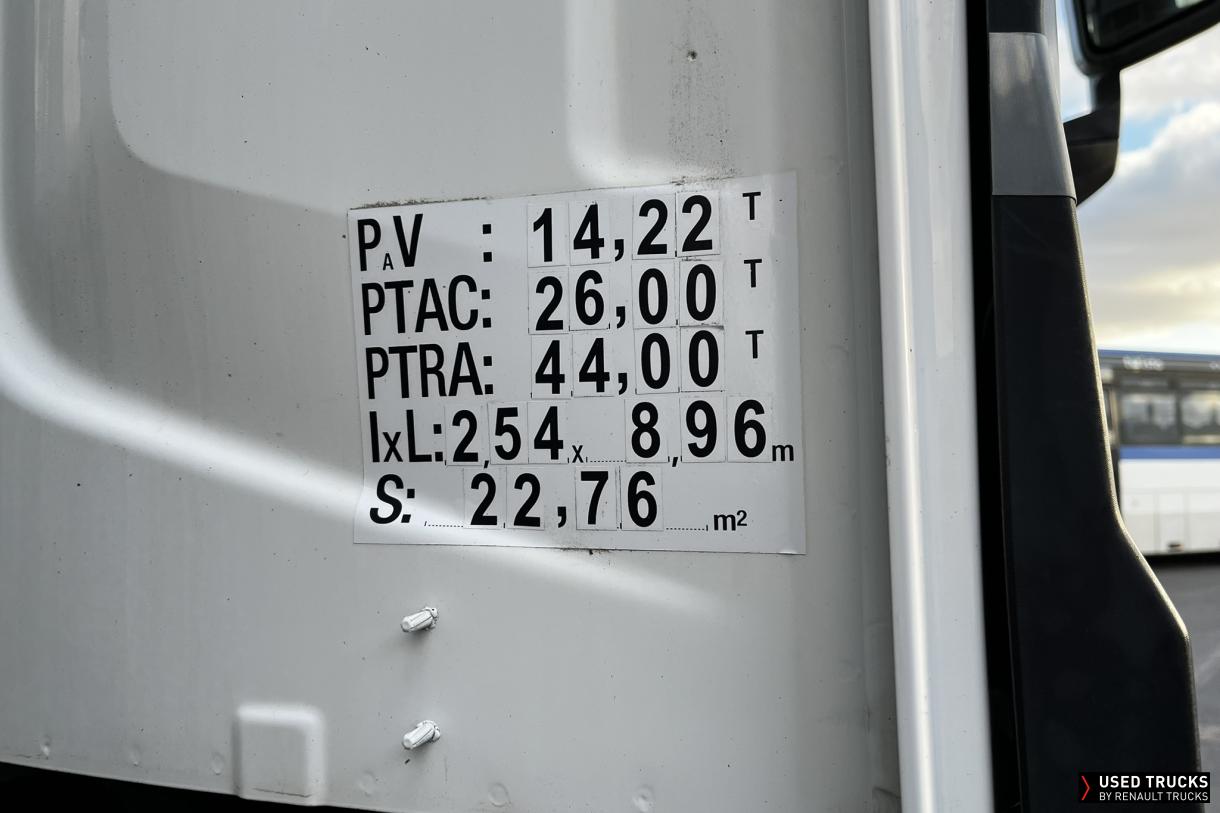 PAV : 14,22 T
PTAC: 26,00 T
PTRA: 44,00 T
IxL: 2,54 x 8,96 m
S: 22,76 m²
USED TRUCKS
BY RENAULT TRUCKS